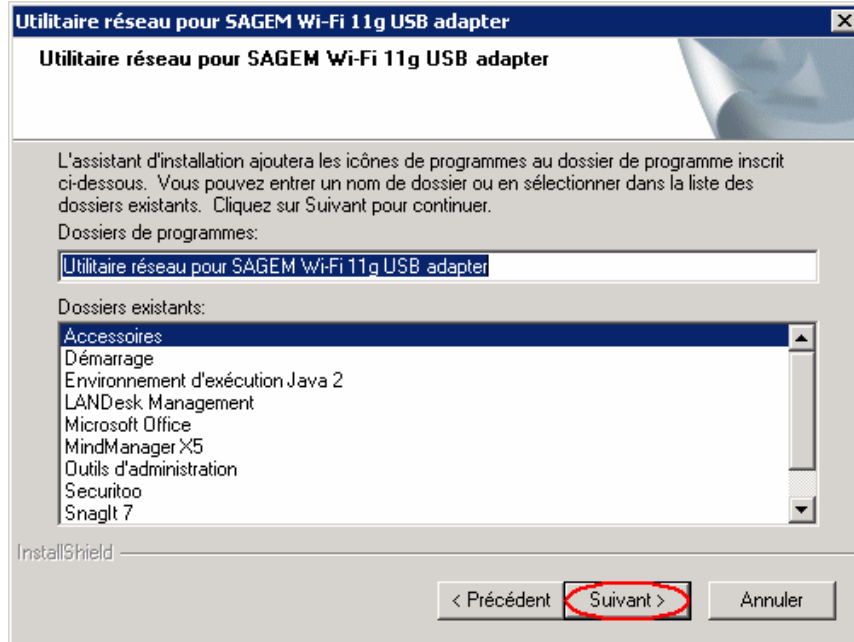 Utilitaire réseau pour SAGEM Wi-Fi 11g USB adapter
Utilitaire réseau pour SAGEM Wi-Fi 11g USB adapter
L'assistant d'installation ajoutera les icônes de programmes au dossier de programme inscrit
ci-dessous. Vous pouvez entrer un nom de dossier ou en sélectionner dans la liste des
dossiers existants. Cliquez sur Suivant pour continuer.
Dossiers de programmes:
Utilitaire réseau pour SAGEM Wi-Fi 11g USB adapter
Dossiers existants:
Accessoires
Démarrage
Environnement d'exécution Java 2
LANDesk Management
Microsoft Office
MindManager X5
Outils d'administration
Securitoo
SnagIt 7
InstallShield
< Précédent
Suivant >
Annuler